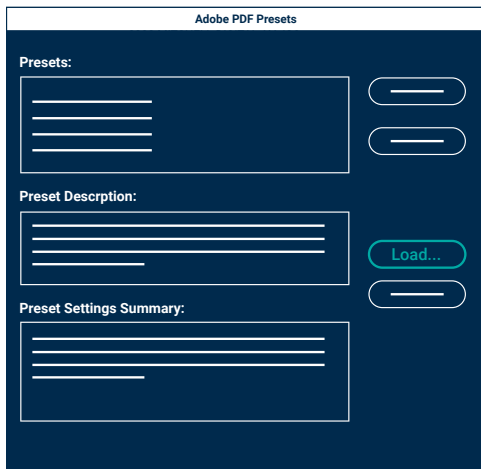 Adobe PDF Presets
Presets:
Preset Descrption:
Load...
Preset Settings Summary: